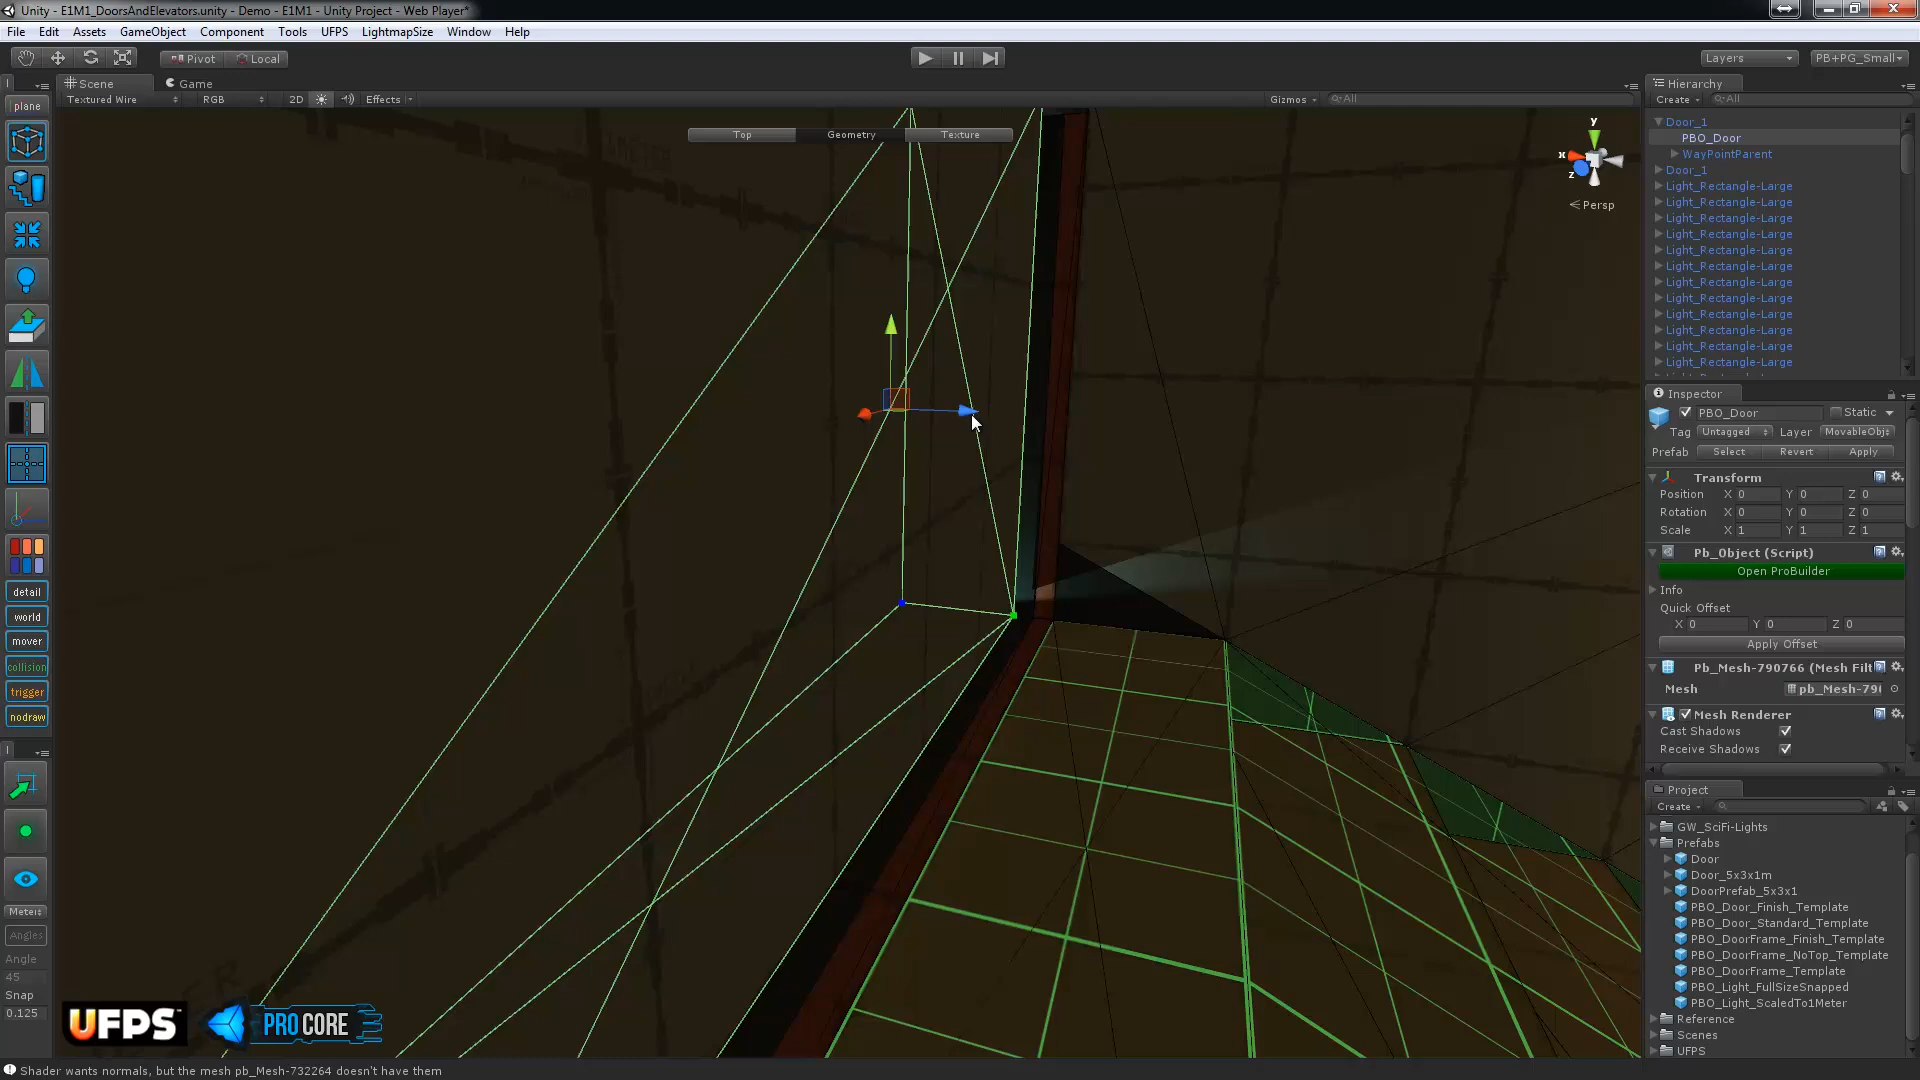 Unity - E1M1_DoorsAndElevators.unity - Demo - E1M1 - Unity Project - Web Player*
File Edit Assets GameObject Component Tools UFPS LightmapSize Window Help
Pivot Local
Layers PB+PG_Small
Scene Game
Textured Wire RGB 2D Effects Gizmos All
Top Geometry Texture
y
x
z
Persp
plane
detail
world
mover
collision
trigger
nodraw
Angles
Angle
45
Snap
0.125
UFPS PROCORE
Shader wants normals, but the mesh pb_Mesh-732264 doesn't have them
Hierarchy
Create All
Door_1
PBO_Door
WayPointParent
Door_1
Light_Rectangle-Large
Light_Rectangle-Large
Light_Rectangle-Large
Light_Rectangle-Large
Light_Rectangle-Large
Light_Rectangle-Large
Light_Rectangle-Large
Light_Rectangle-Large
Light_Rectangle-Large
Light_Rectangle-Large
Light_Rectangle-Large
Light_Rectangle-Large
Inspector
PBO_Door Static
Tag Untagged Layer MovableObj
Prefab Select Revert Apply
Transform
Position X 0 Y 0 Z 0
Rotation X 0 Y 0 Z 0
Scale X 1 Y 1 Z 1
Pb_Object (Script)
Open ProBuilder
Info
Quick Offset
X 0 Y 0 Z 0
Apply Offset
Pb_Mesh-790766 (Mesh Filt
Mesh pb_Mesh-790
Mesh Renderer
Cast Shadows
Receive Shadows
Project
Create
GW_SciFi-Lights
Prefabs
Door
Door_5x3x1m
DoorPrefab_5x3x1
PBO_Door_Finish_Template
PBO_Door_Standard_Template
PBO_DoorFrame_Finish_Template
PBO_DoorFrame_NoTop_Template
PBO_DoorFrame_Template
PBO_Light_FullSizeSnapped
PBO_Light_ScaledTo1Meter
Reference
Scenes
UFPS